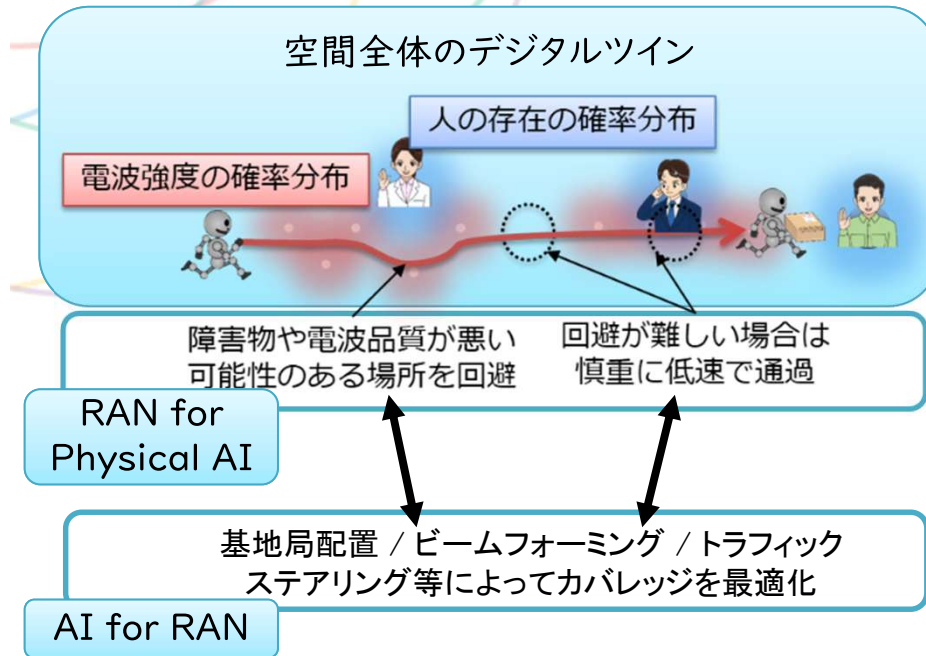 空間全体のデジタルツイン
人の存在の確率分布
電波強度の確率分布
障害物や電波品質が悪い
可能性のある場所を回避
回避が難しい場合は
慎重に低速で通過
RAN for
Physical AI
基地局配置 / ビームフォーミング / トラフィック
ステアリング等によってカバレッジを最適化
AI for RAN